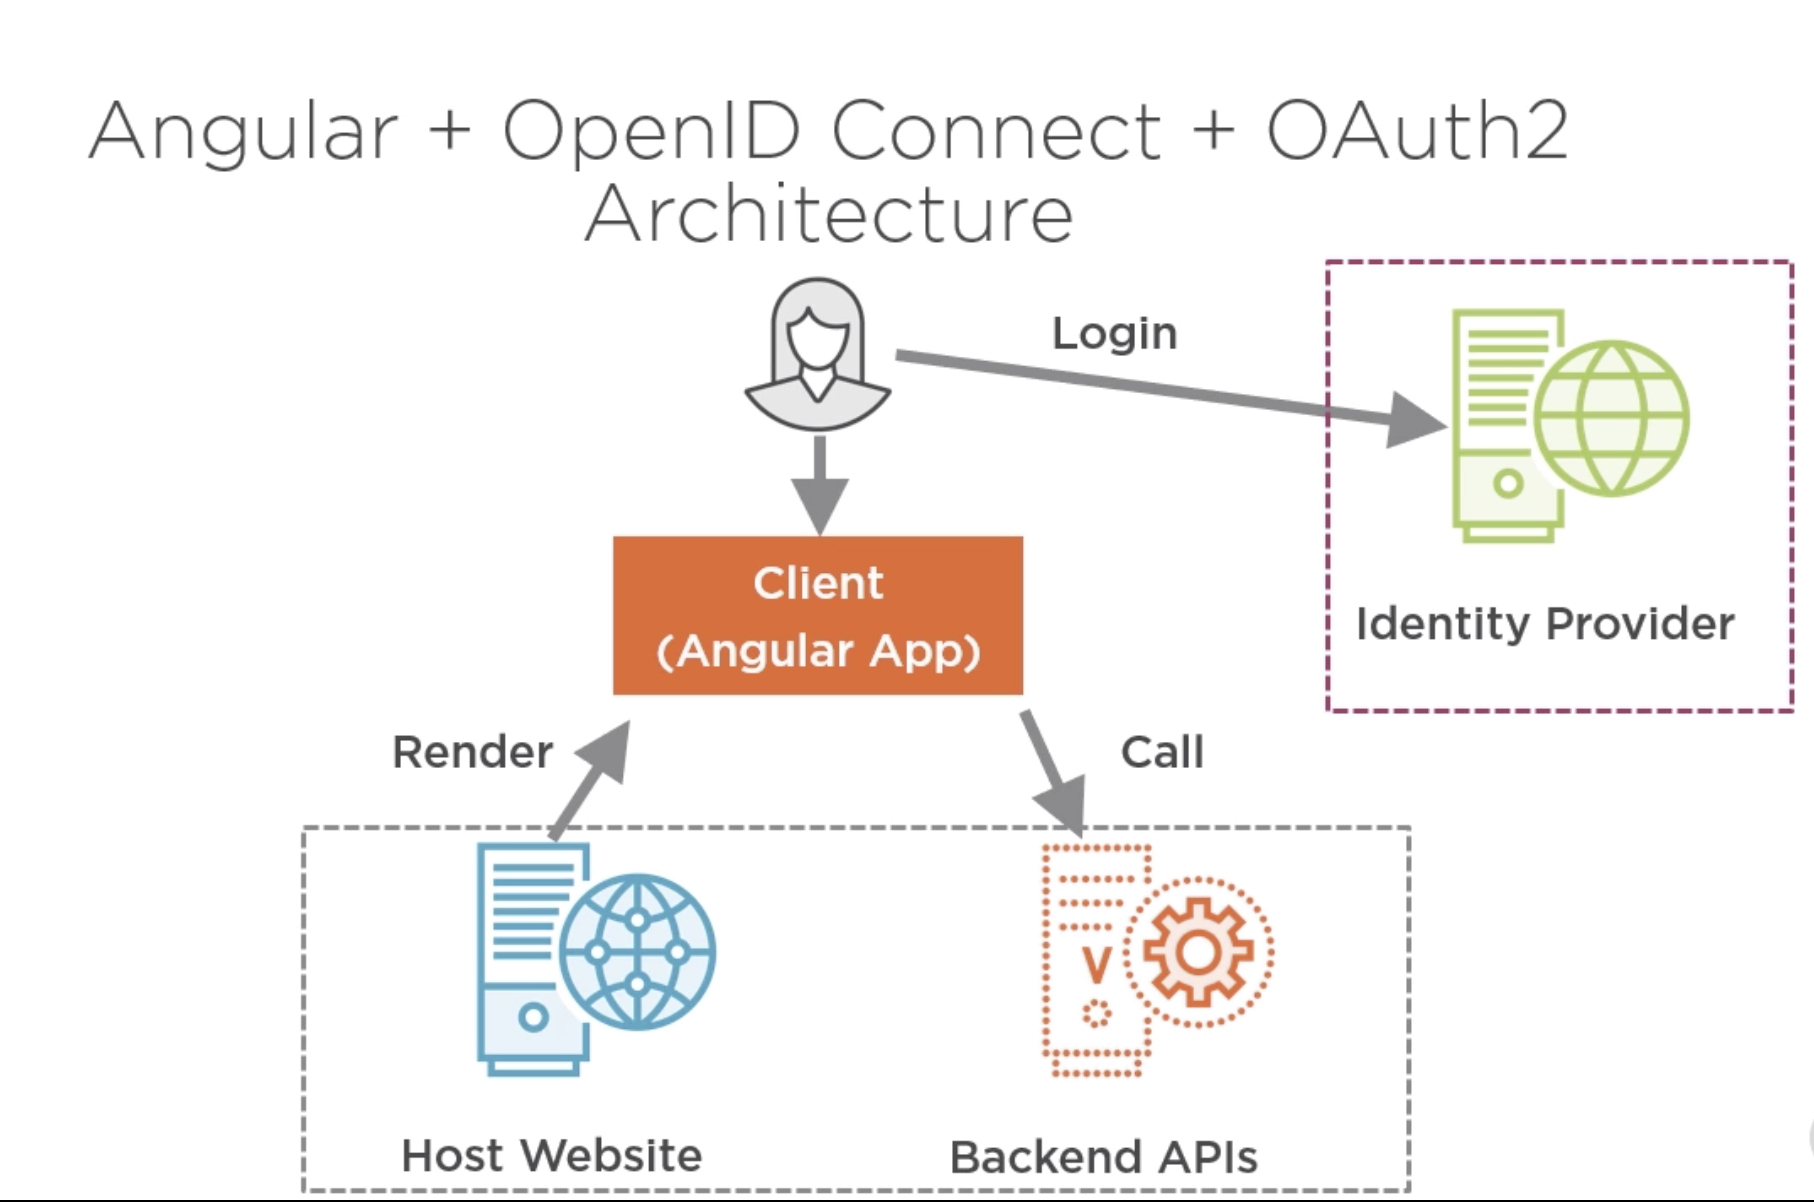 Angular + OpenID Connect + OAuth2
Architecture
Login
Identity Provider
Client
(Angular App)
Render
Call
V
Host Website
Backend APIs